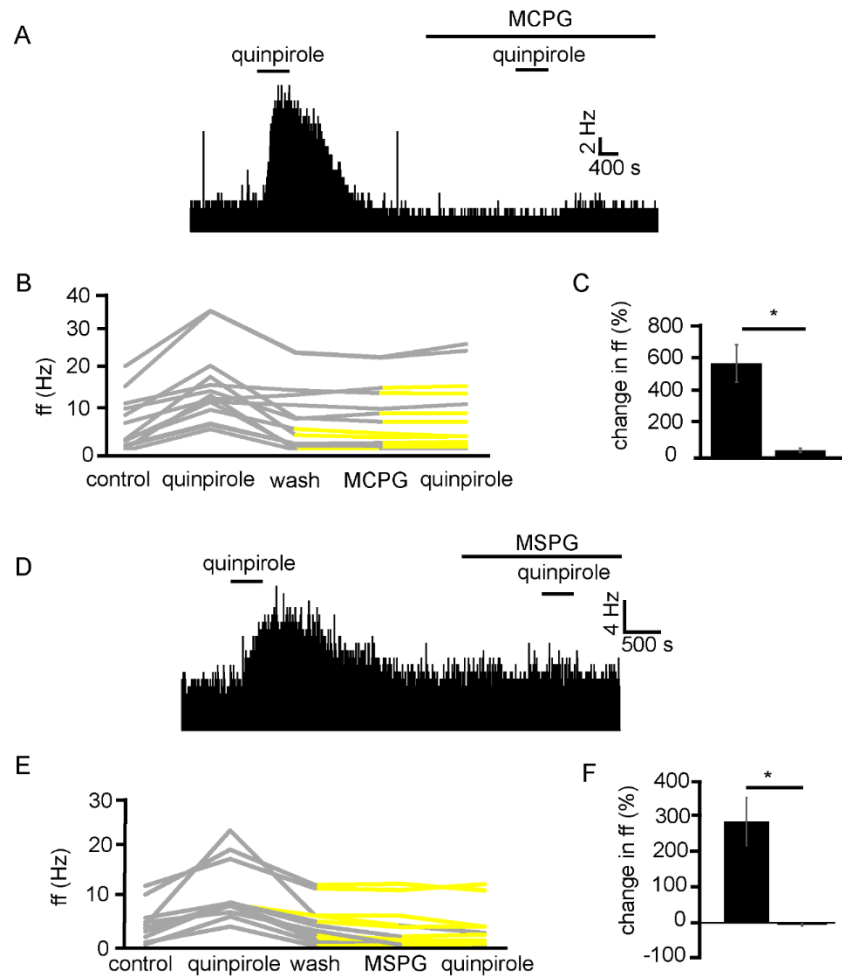 A
MCPG
quinpirole
quinpirole
2 Hz
400 s
B
40
30
20
10
0
ff (Hz)
control quinpirole wash MCPG quinpirole
C
*
800
600
400
200
0
change in ff (%)
D
MSPG
quinpirole
quinpirole
4 Hz
500 s
E
30
20
10
0
ff (Hz)
control quinpirole wash MSPG quinpirole
F
*
400
300
200
100
0
-100
change in ff (%)